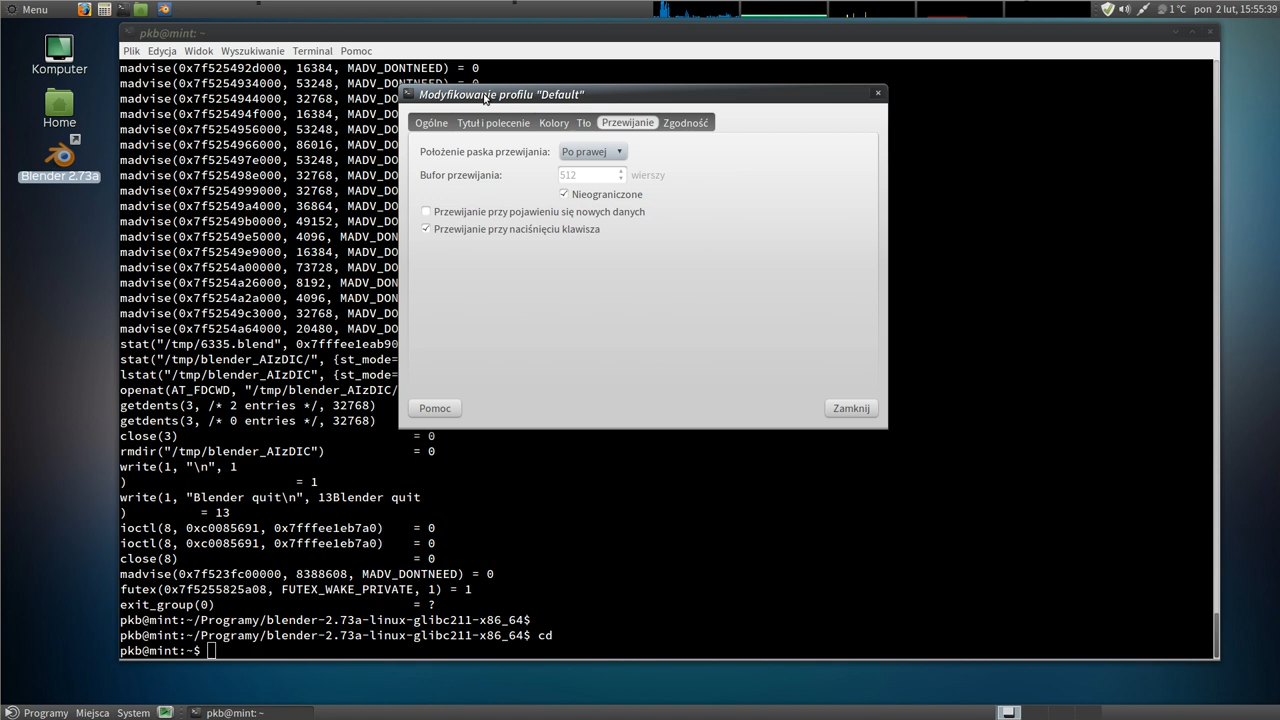 Menu
1 °C pon 2 lut, 15:55:39
Komputer
Home
Blender 2.73a
pkb@mint: ~
Plik Edycja Widok Wyszukiwanie Terminal Pomoc
madvise(0x7f525492d000, 16384, MADV_DONTNEED) = 0
madvise(0x7f5254934000, 53248, MADV_DONTNEED) = 0
madvise(0x7f5254944000, 32768, MADV_DO
madvise(0x7f525494f000, 16384, MADV_DO
madvise(0x7f5254956000, 53248, MADV_DO
madvise(0x7f5254966000, 86016, MADV_DO
madvise(0x7f525497e000, 53248, MADV_DO
madvise(0x7f525498e000, 32768, MADV_DO
madvise(0x7f5254998000, 32768, MADV_DO
madvise(0x7f52549a4000, 36864, MADV_DO
madvise(0x7f52549b0000, 49152, MADV_DO
madvise(0x7f52549e5000, 4096, MADV_DON
madvise(0x7f52549e9000, 16384, MADV_DO
madvise(0x7f5254a00000, 73728, MADV_DO
madvise(0x7f5254a26000, 8192, MADV_DON
madvise(0x7f5254a2a000, 4096, MADV_DON
madvise(0x7f52549c3000, 32768, MADV_DO
madvise(0x7f5254a64000, 20480, MADV_DO
stat("/tmp/6335.blend", 0x7fffee1eab90
stat("/tmp/blender_AIzDIC/", {st_mode=
lstat("/tmp/blender_AIzDIC/", {st_mode=
openat(AT_FDCWD, "/tmp/blender_AIzDIC/
getdents(3, /* 2 entries */, 32768)
getdents(3, /* 0 entries */, 32768)
close(3) = 0
rmdir("/tmp/blender_AIzDIC") = 0
write(1, "\n", 1
) = 1
write(1, "Blender quit\n", 13Blender quit
) = 13
ioctl(8, 0xc0085691, 0x7fffee1eb7a0) = 0
ioctl(8, 0xc0085691, 0x7fffee1eb7a0) = 0
close(8) = 0
madvise(0x7f523fc00000, 8388608, MADV_DONTNEED) = 0
futex(0x7f5255825a08, FUTEX_WAKE_PRIVATE, 1) = 1
exit_group(0) = ?
pkb@mint:~/Programy/blender-2.73a-linux-glibc211-x86_64$
pkb@mint:~/Programy/blender-2.73a-linux-glibc211-x86_64$ cd
pkb@mint:~$
Modyfikowanie profilu "Default"
Ogólne Tytuł i polecenie Kolory Tło Przewijanie Zgodność
Położenie paska przewijania: Po prawej
Bufor przewijania: 512 wierszy
Nieograniczone
Przewijanie przy pojawieniu się nowych danych
Przewijanie przy naciśnięciu klawisza
Pomoc Zamknij
Programy Miejsca System pkb@mint: ~